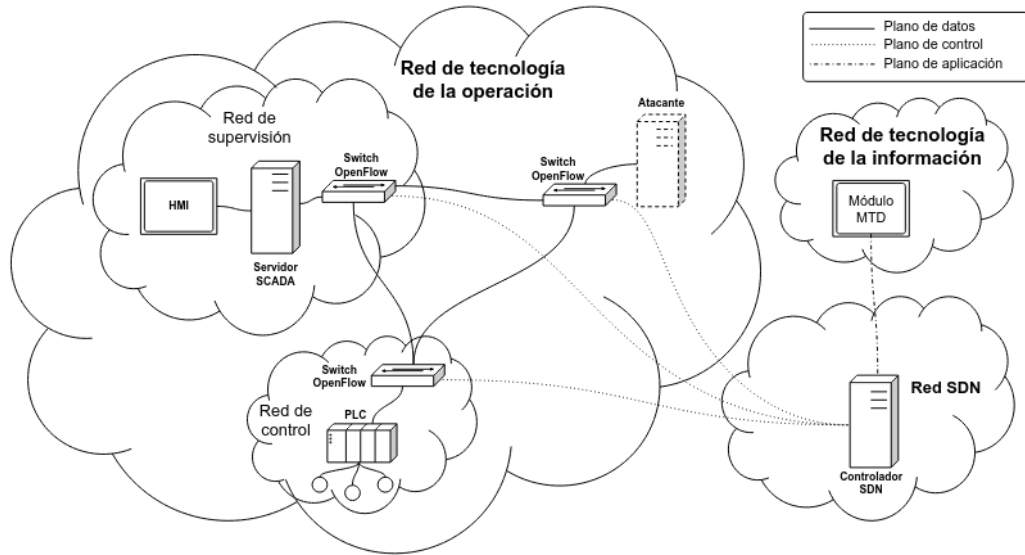 Plano de datos
Plano de control
Plano de aplicación
Red de tecnología
de la operación
Atacante
Red de
supervisión
Switch
OpenFlow
Switch
OpenFlow
Red de tecnología
de la información
HMI
Módulo
MTD
Servidor
SCADA
Switch
OpenFlow
Red SDN
Red de
control
PLC
Controlador
SDN